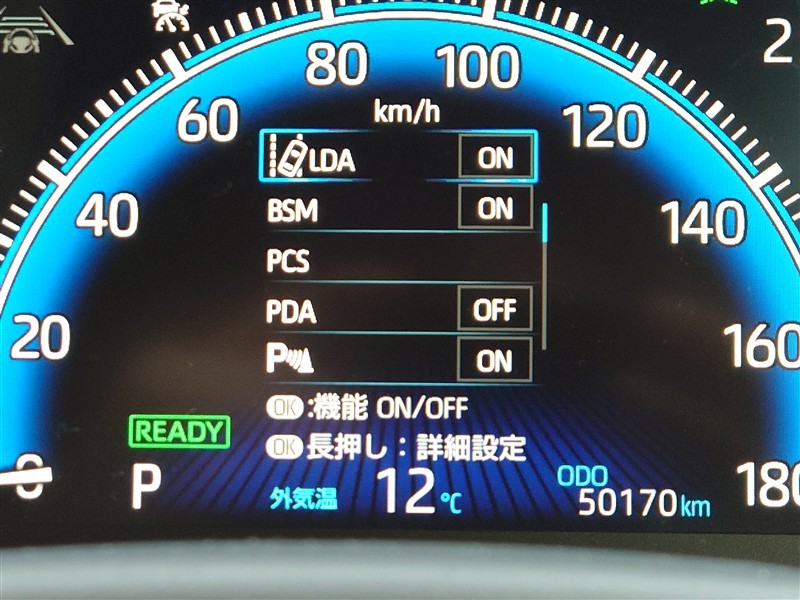 2
80 100
km/h
60 120
LDA ON
BSM ON
40 140
PCS
PDA OFF
20 160
P ON
OK:機能 ON/OFF
READY
OK長押し：詳細設定
0 P 外気温 12℃ ODO 180
50170km